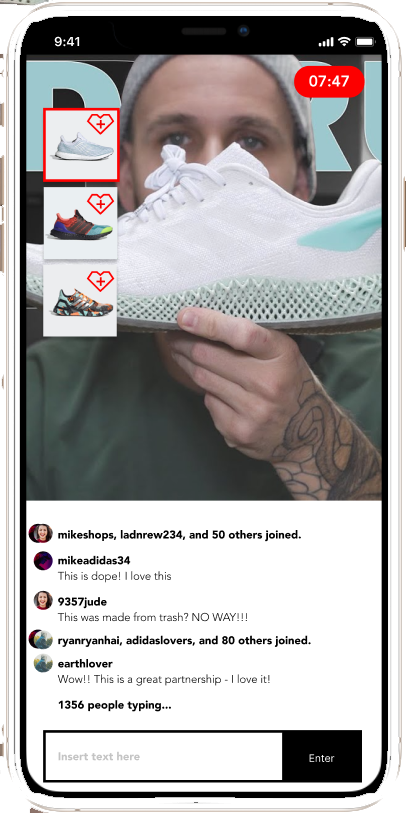 9:41
07:47
mikeshops, ladnrew234, and 50 others joined.
mikeadidas34
This is dope! I love this
9357jude
This was made from trash? NO WAY!!!
ryanryanhai, adidaslovers, and 80 others joined.
earthlover
Wow!! This is a great partnership - I love it!
1356 people typing...
Insert text here
Enter